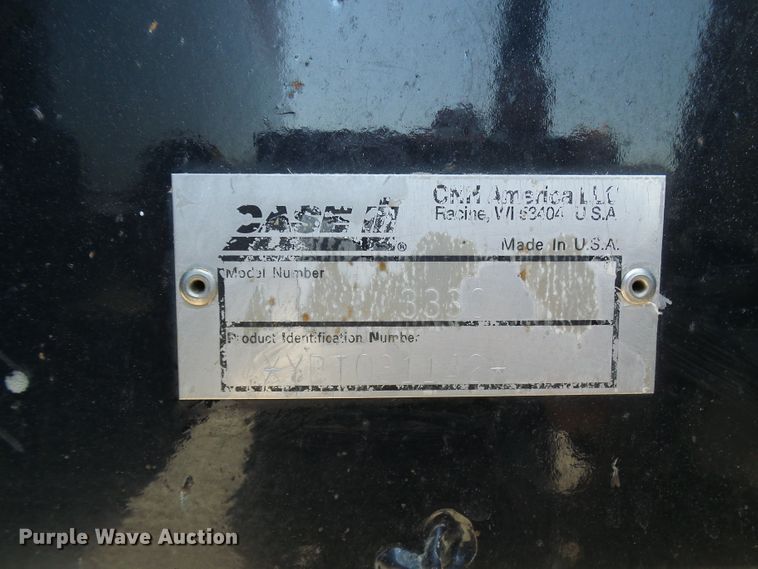 CASE IH®
CNH America LLC
Racine, WI 53404 U.S.A.
Made In U.S.A.
Model Number
Product Identification Number
Purple Wave Auction®